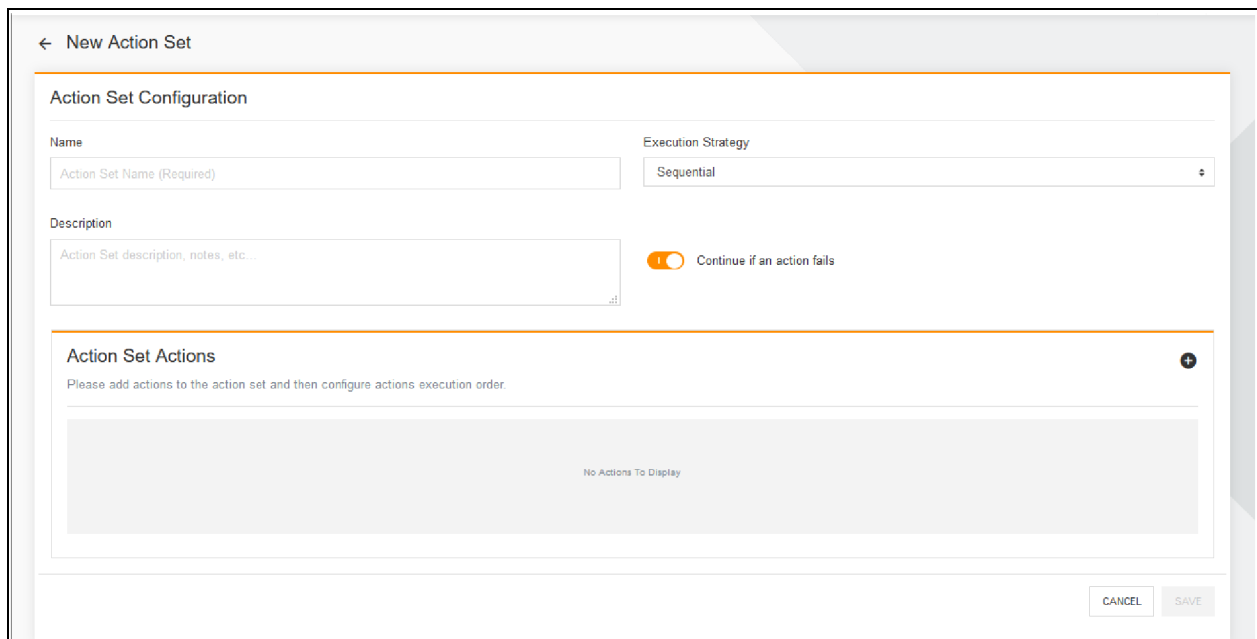 ← New Action Set
Action Set Configuration
Name
Execution Strategy
Action Set Name (Required)
Sequential
Description
Action Set description, notes, etc...
Continue if an action fails
Action Set Actions
Please add actions to the action set and then configure actions execution order.
No Actions To Display
CANCEL
SAVE